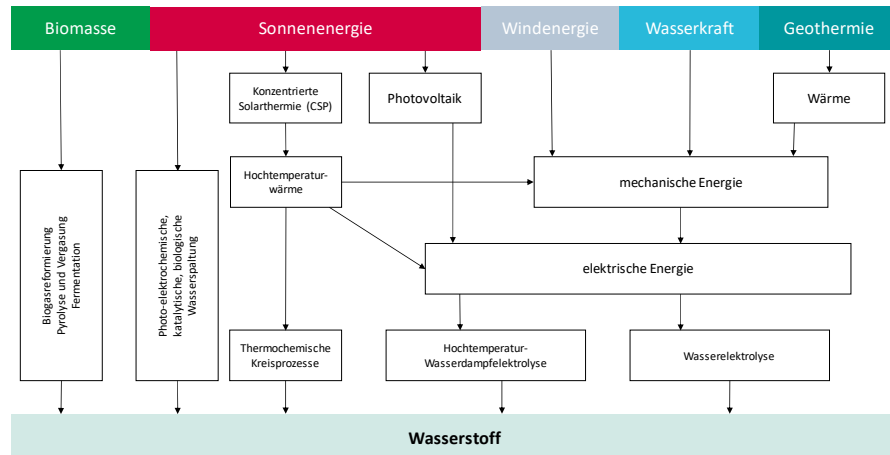 Biomasse
Sonnenenergie
Windenergie
Wasserkraft
Geothermie
Konzentrierte
Solarthermie (CSP)
Photovoltaik
Wärme
Hochtemperatur-
wärme
mechanische Energie
Biogasreformierung
Pyrolyse und Vergasung
Fermentation
Photo-elektrochemische,
katalytische, biologische
Wasserspaltung
elektrische Energie
Thermochemische
Kreisprozesse
Hochtemperatur-
Wasserdampfelektrolyse
Wasserelektrolyse
Wasserstoff